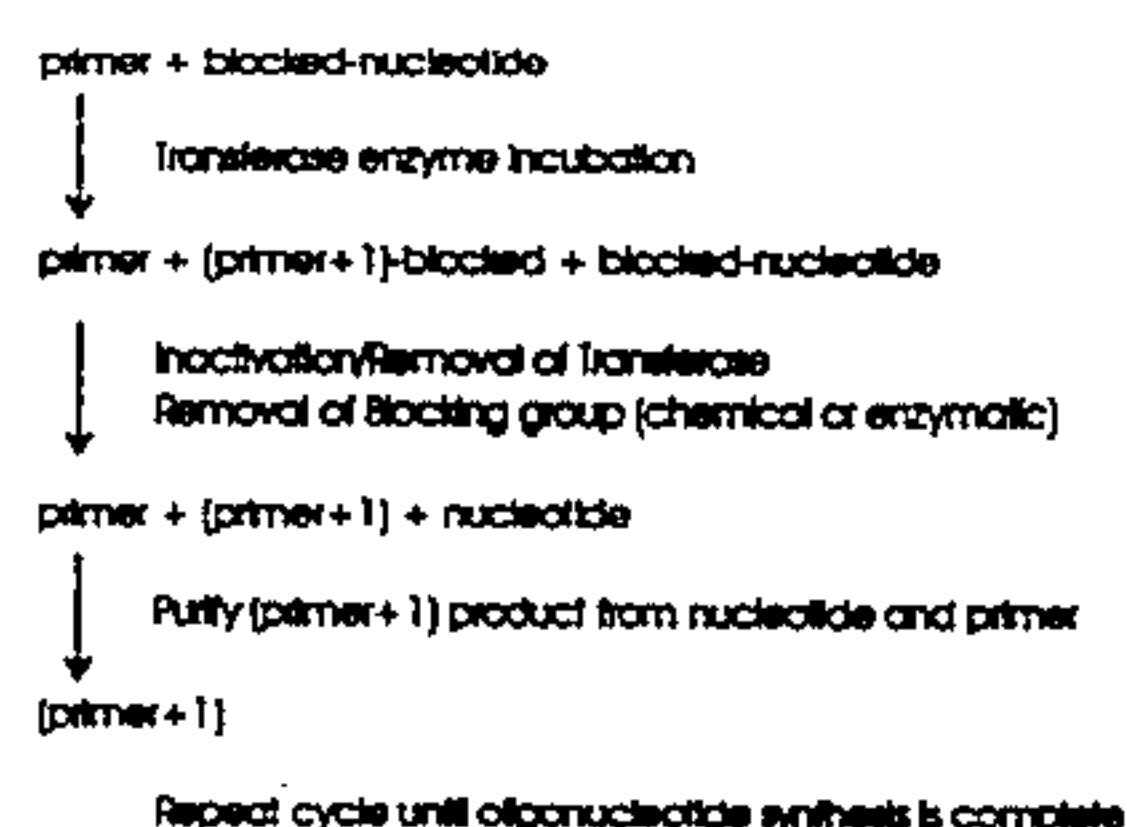 primer + blocked-nucleotide
Transferase enzyme incubation
primer + (primer+1)-blocked + blocked-nucleotide
Inactivation/Removal of Transferase
Removal of Blocking group (chemical or enzymatic)
primer + (primer+1) + nucleotide
Purify (primer+1) product from nucleotide and primer
(primer+1)
Repeat cycle until oligonucleotide synthesis is complete